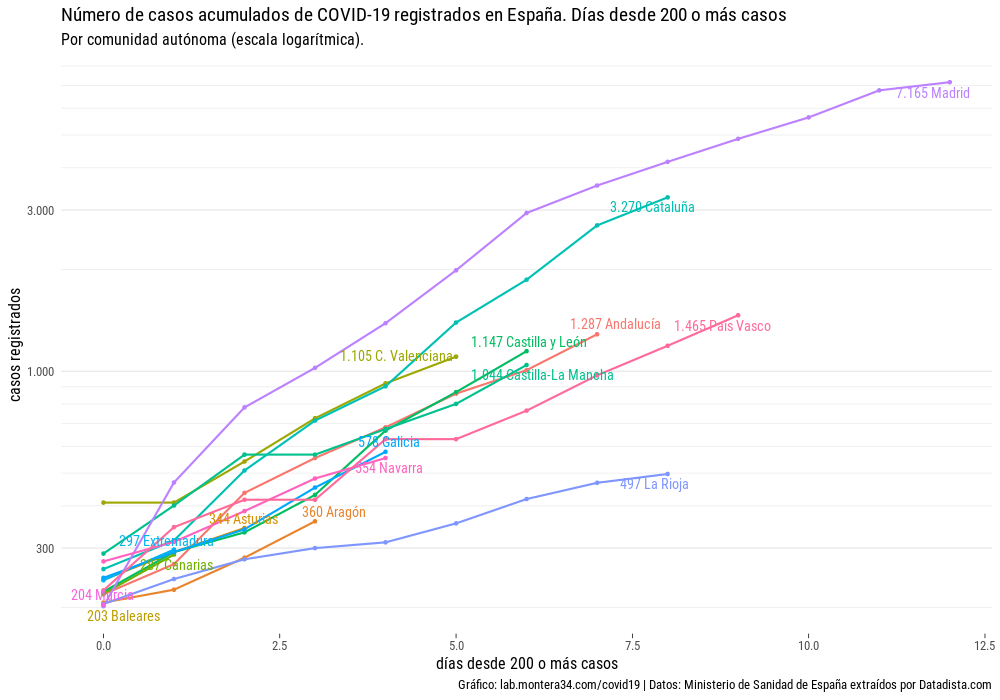 Número de casos acumulados de COVID-19 registrados en España. Días desde 200 o más casos
Por comunidad autónoma (escala logarítmica).
casos registrados
3.000
1.000
300
7.165 Madrid
3.270 Cataluña
1.287 Andalucía
1.465 País Vasco
1.147 Castilla y León
1.105 C. Valenciana
1.044 Castilla-La Mancha
578 Galicia
554 Navarra
497 La Rioja
360 Aragón
344 Asturias
297 Extremadura
Canarias
204 Murcia
203 Baleares
0.0
2.5
5.0
7.5
10.0
12.5
días desde 200 o más casos
Gráfico: lab.montera34.com/covid19 | Datos: Ministerio de Sanidad de España extraídos por Datadista.com